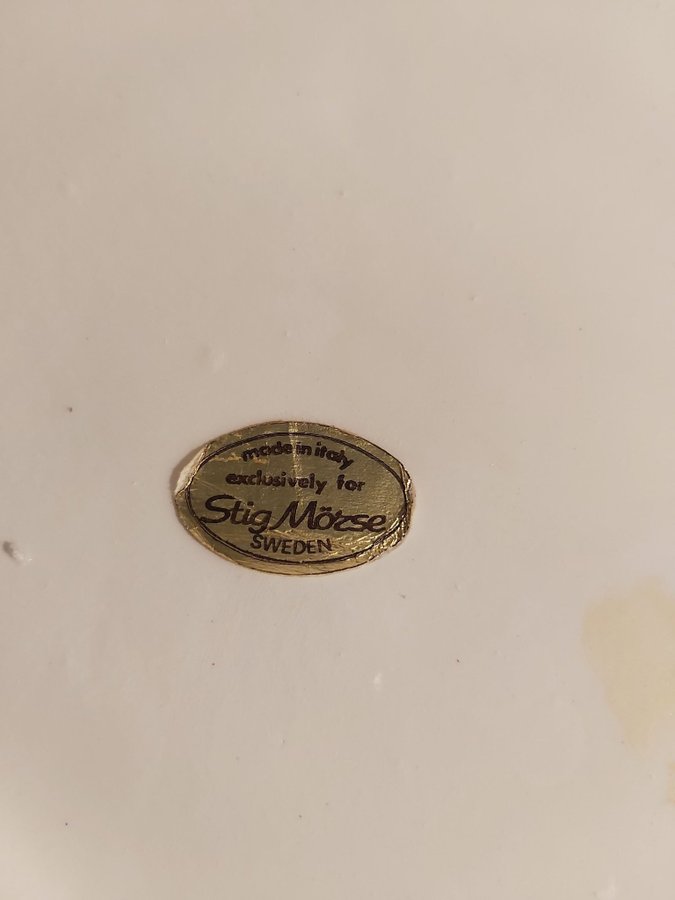 made in italy
exclusively for
Stig Mörse
SWEDEN